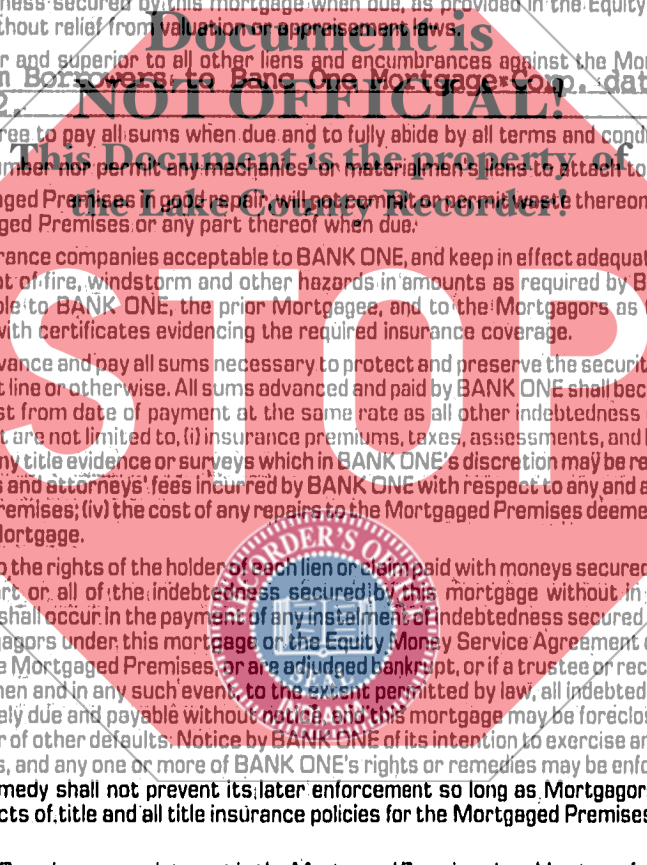 ness secured by this mortgage when due, as provided in the Equity
thout relief from valuation or appraisement laws.
Document is
r and superior to all other liens and encumbrances against the Mor
n Borrowers to Banc One Mortgage Corp. dat
2.
NOT OFFICIAL!
ree to pay all sums when due and to fully abide by all terms and condi
This Document is the property of
umber nor permit any mechanics' or materialmen's liens to attach to
the Lake County Recorder!
aged Premises in good repair, will not commit or permit waste thereon
ged Premises or any part thereof when due.
rance companies acceptable to BANK ONE, and keep in effect adequat
t of fire, windstorm and other hazards in amounts as required by B
ble to BANK ONE, the prior Mortgagee, and to the Mortgagors as
with certificates evidencing the required insurance coverage.
STOP
vance and pay all sums necessary to protect and preserve the securit
t line or otherwise. All sums advanced and paid by BANK ONE shall bec
st from date of payment at the same rate as all other indebtedness
t are not limited to, (i) insurance premiums, taxes, assessments, and
ny title evidence or surveys which in BANK ONE's discretion may be re
s and attorneys' fees incurred by BANK ONE with respect to any and a
remises; (iv) the cost of any repairs to the Mortgaged Premises deeme
Mortgage.
o the rights of the holder of each lien or claim paid with moneys secured
rt or all of the indebtedness secured by this mortgage without in
shall occur in the payment of any instalment of indebtedness secured
gagors under this mortgage or the Equity Money Service Agreement
e Mortgaged Premises, or are adjudged bankrupt, or if a trustee or rec
hen and in any such event, to the extent permitted by law, all indebted
ely due and payable without notice, and this mortgage may be foreclos
r of other defaults, Notice by BANK ONE of its intention to exercise an
s, and any one or more of BANK ONE's rights or remedies may be enfo
RECORDER'S OF
SEAL
INDIANA
medy shall not prevent its later enforcement so long as Mortgagor
cts of title and all title insurance policies for the Mortgaged Premises